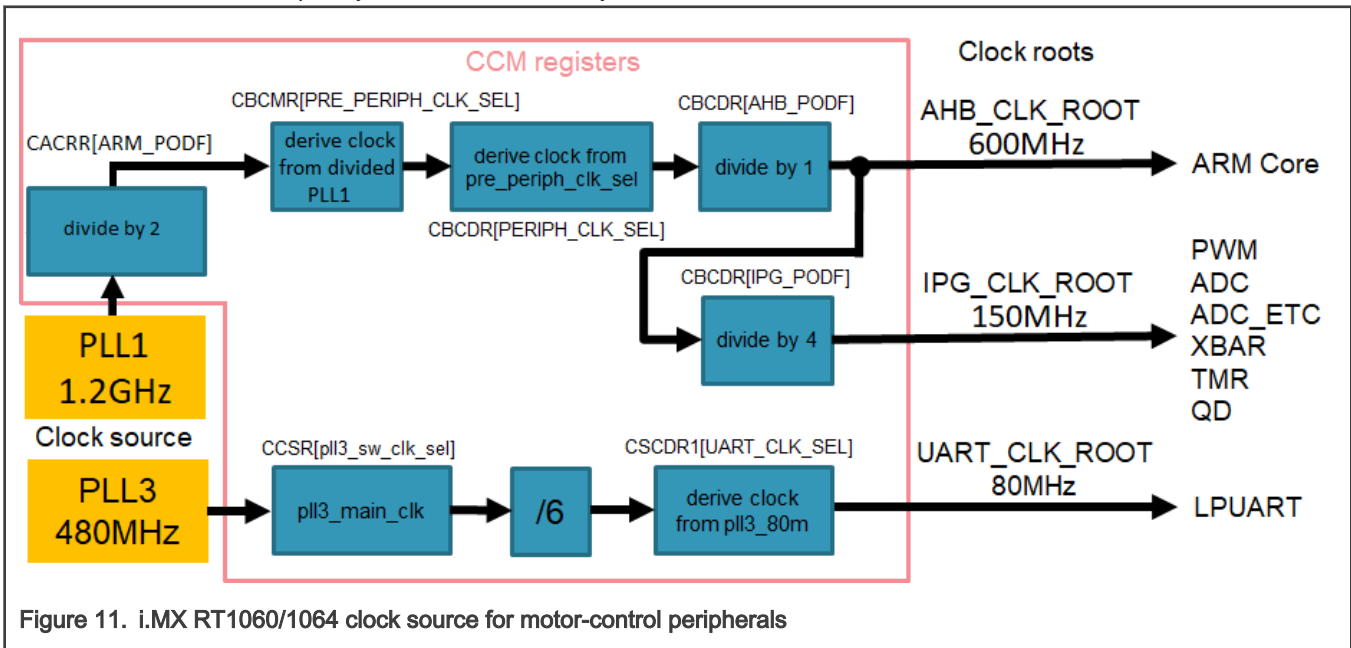 CCM registers
Clock roots
CBCMR[PRE_PERIPH_CLK_SEL]
CBCDR[AHB_PODF]
AHB_CLK_ROOT
600MHz
CACRR[ARM_PODF]
derive clock
from divided
PLL1
derive clock from
pre_periph_clk_sel
divide by 1
ARM Core
divide by 2
CBCDR[PERIPH_CLK_SEL]
CBCDR[IPG_PODF]
IPG_CLK_ROOT
150MHz
PWM
ADC
ADC_ETC
XBAR
TMR
QD
divide by 4
PLL1
1.2GHz
Clock source
CCSR[pll3_sw_clk_sel]
CSCDR1[UART_CLK_SEL]
UART_CLK_ROOT
80MHz
PLL3
480MHz
pll3_main_clk
/6
derive clock
from pll3_80m
LPUART
Figure 11. i.MX RT1060/1064 clock source for motor-control peripherals